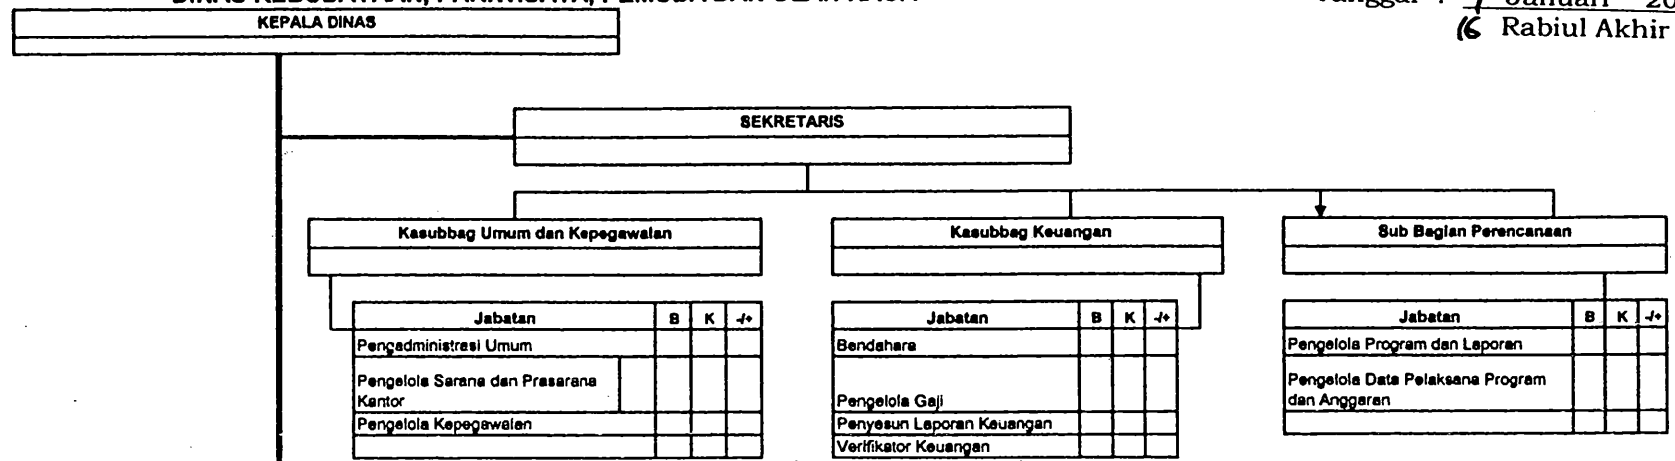 KEPALA DINAS
Rabiul Akhir
SEKRETARIS
Kasubbag Umum dan Kepegawaian
Kasubbag Keuangan
Sub Bagian Perencanaan
Jabatan B K -/+
Pengadministrasi Umum
Pengelola Sarana dan Prasarana
Kantor
Pengelola Kepegawaian
Jabatan B K -/+
Bendahara
Pengelola Gaji
Penyusun Laporan Keuangan
Verifikator Keuangan
Jabatan B K -/+
Pengelola Program dan Laporan
Pengelola Data Pelaksana Program
dan Anggaran